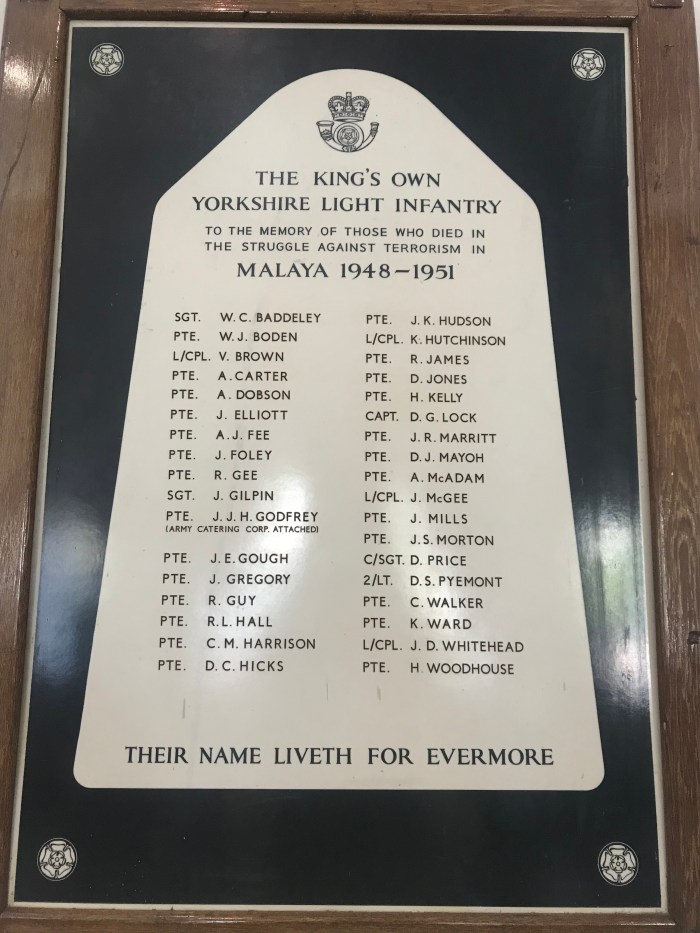 THE KING'S OWN
YORKSHIRE LIGHT INFANTRY
TO THE MEMORY OF THOSE WHO DIED IN
THE STRUGGLE AGAINST TERRORISM IN
MALAYA 1948-1951
SGT. W. C. BADDELEY
PTE. W. J. BODEN
L/CPL. V. BROWN
PTE. A. CARTER
PTE. A. DOBSON
PTE. J. ELLIOTT
PTE. A. J. FEE
PTE. J. FOLEY
PTE. R. GEE
SGT. J. GILPIN
PTE. J. J. H. GODFREY
(ARMY CATERING CORP. ATTACHED)
PTE. J. E. GOUGH
PTE. J. GREGORY
PTE. R. GUY
PTE. R. L. HALL
PTE. C. M. HARRISON
PTE. D. C. HICKS
PTE. J. K. HUDSON
L/CPL. K. HUTCHINSON
PTE. R. JAMES
PTE. D. JONES
PTE. H. KELLY
CAPT. D. G. LOCK
PTE. J. R. MARRITT
PTE. D. J. MAYOH
PTE. A. McADAM
L/CPL. J. McGEE
PTE. J. MILLS
PTE. J. S. MORTON
C/SGT. D. PRICE
2/LT. D. S. PYEMONT
PTE. C. WALKER
PTE. K. WARD
L/CPL. J. D. WHITEHEAD
PTE. H. WOODHOUSE
THEIR NAME LIVETH FOR EVERMORE